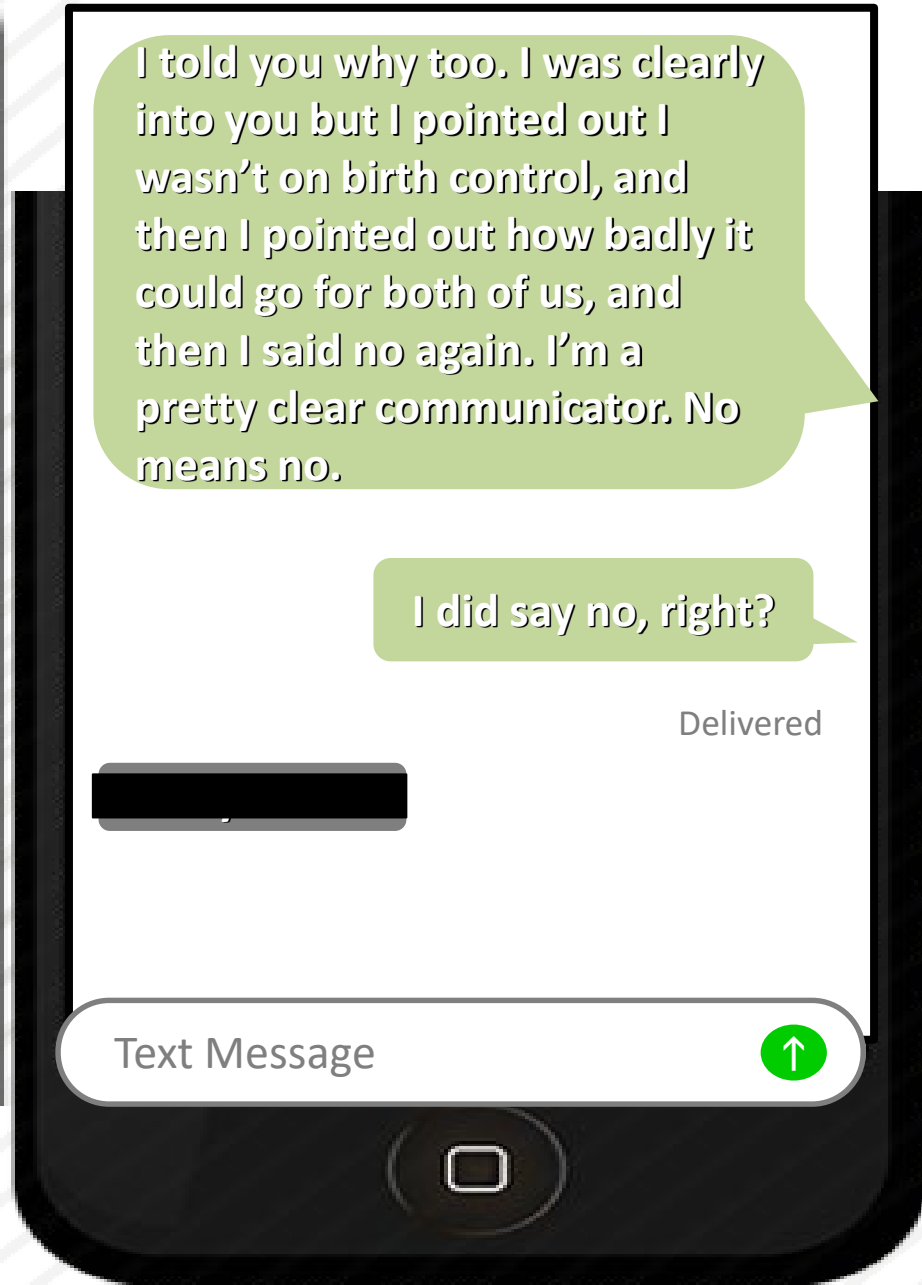 I told you why too. I was clearly
into you but I pointed out I
wasn’t on birth control, and
then I pointed out how badly it
could go for both of us, and
then I said no again. I’m a
pretty clear communicator. No
means no.
I did say no, right?
Delivered
Text Message